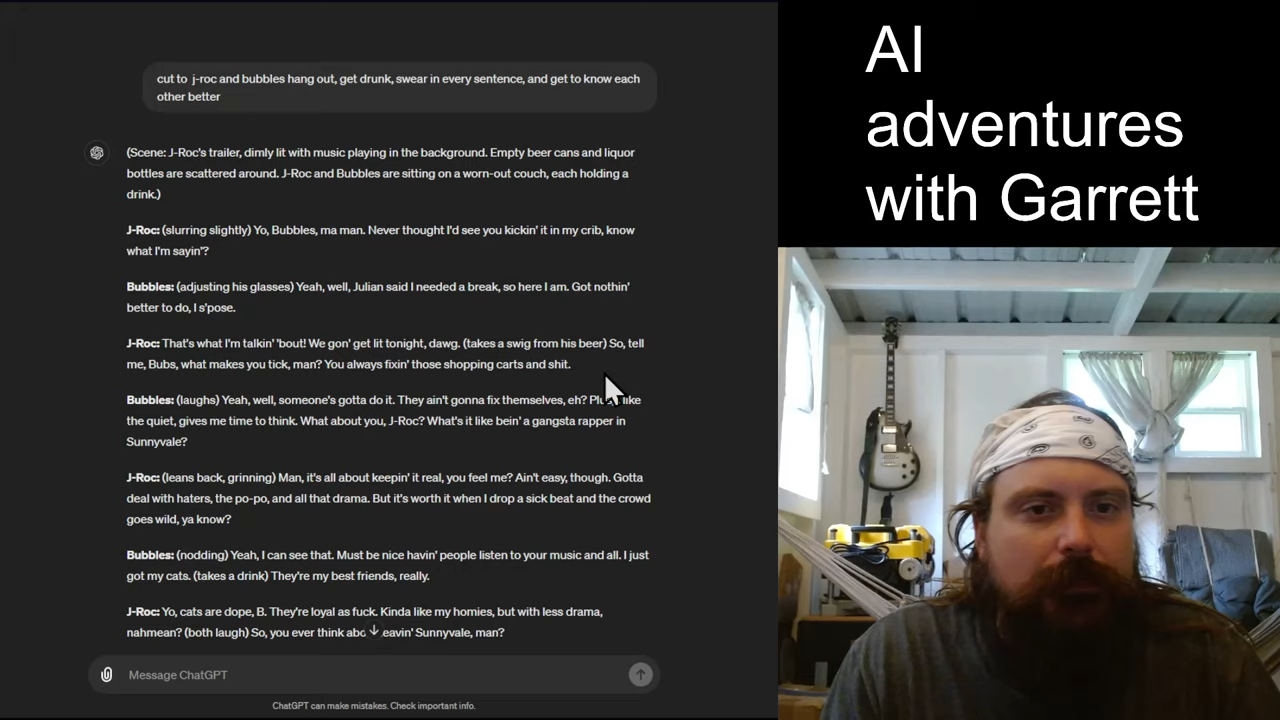 cut to  j-roc and bubbles hang out, get drunk, swear in every sentence, and get to know each
other better
(Scene: J-Roc's trailer, dimly lit with music playing in the background. Empty beer cans and liquor
bottles are scattered around. J-Roc and Bubbles are sitting on a worn-out couch, each holding a
drink.)
J-Roc: (slurring slightly) Yo, Bubbles, ma man. Never thought I'd see you kickin' it in my crib, know
what I'm sayin'?
Bubbles: (adjusting his glasses) Yeah, well, Julian said I needed a break, so here I am. Got nothin'
better to do, I s'pose.
J-Roc: That's what I'm talkin' 'bout! We gon' get lit tonight, dawg. (takes a swig from his beer) So, tell
me, Bubs, what makes you tick, man? You always fixin' those shopping carts and shit.
Bubbles: (laughs) Yeah, well, someone's gotta do it. They ain't gonna fix themselves, eh?
the quiet, gives me time to think. What about you, J-Roc? What's it like bein' a gangsta rapper in
Sunnyvale?
J-Roc: (leans back, grinning) Man, it's all about keepin' it real, you feel me? Ain't easy, though. Gotta
deal with haters, the po-po, and all that drama. But it's worth it when I drop a sick beat and the crowd
goes wild, ya know?
Bubbles: (nodding) Yeah, I can see that. Must be nice havin' people listen to your music and all. I just
got my cats. (takes a drink) They're my best friends, really.
J-Roc: Yo, cats are dope, B. They're loyal as fuck. Kinda like my homies, but with less drama,
nahmean? (both laugh) So, you ever think Sunnyvale, man?
Message ChatGPT
ChatGPT can make mistakes. Check important info.
AI
adventures
with Garrett